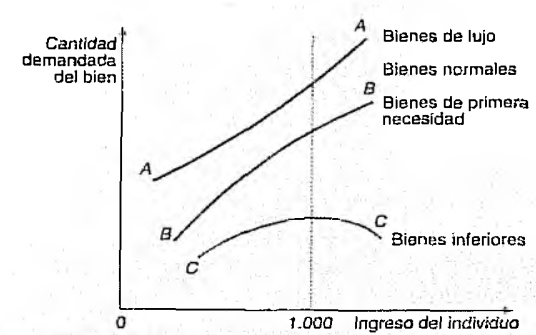 Cantidad
demandada
del bien
A
Bienes de lujo
Bienes normales
B
Bienes de primera
necesidad
A
B
C
C
Bienes inferiores
0
1.000
Ingreso del individuo